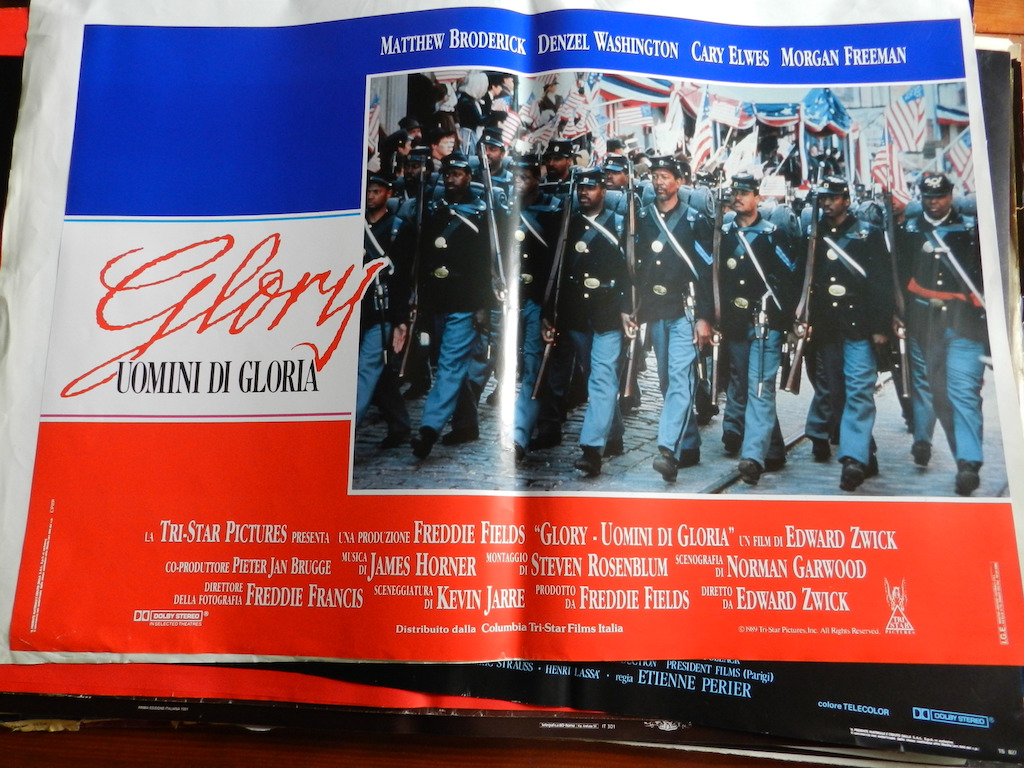 MATTHEW BRODERICK DENZEL WASHINGTON CARY ELWES MORGAN FREEMAN
Glory
UOMINI DI GLORIA
LA TRI-STAR PICTURES PRESENTA UNA PRODUZIONE FREDDIE FIELDS "GLORY - UOMINI DI GLORIA" UN FILM DI EDWARD ZWICK
CO-PRODUTTORE PIETER JAN BRUGGE MUSICA DI JAMES HORNER MONTAGGIO DI STEVEN ROSENBLUM SCENOGRAFIA DI NORMAN GARWOOD
DIRETTORE DELLA FOTOGRAFIA FREDDIE FRANCIS SCENEGGIATURA DI KEVIN JARRE PRODOTTO DA FREDDIE FIELDS DIRETTO DA EDWARD ZWICK
DOLBY STEREO
IN SELECTED THEATRES
Distribuito dalla Columbia Tri-Star Films Italia
©1989 Tri-Star Pictures, Inc. All Rights Reserved.
TRI STAR
PICTURES
STRAUSS · HENRI LASSA · regia ETIENNE PERIER
PRESIDENT FILMS (Parigi)
colore TELECOLOR
DOLBY STEREO